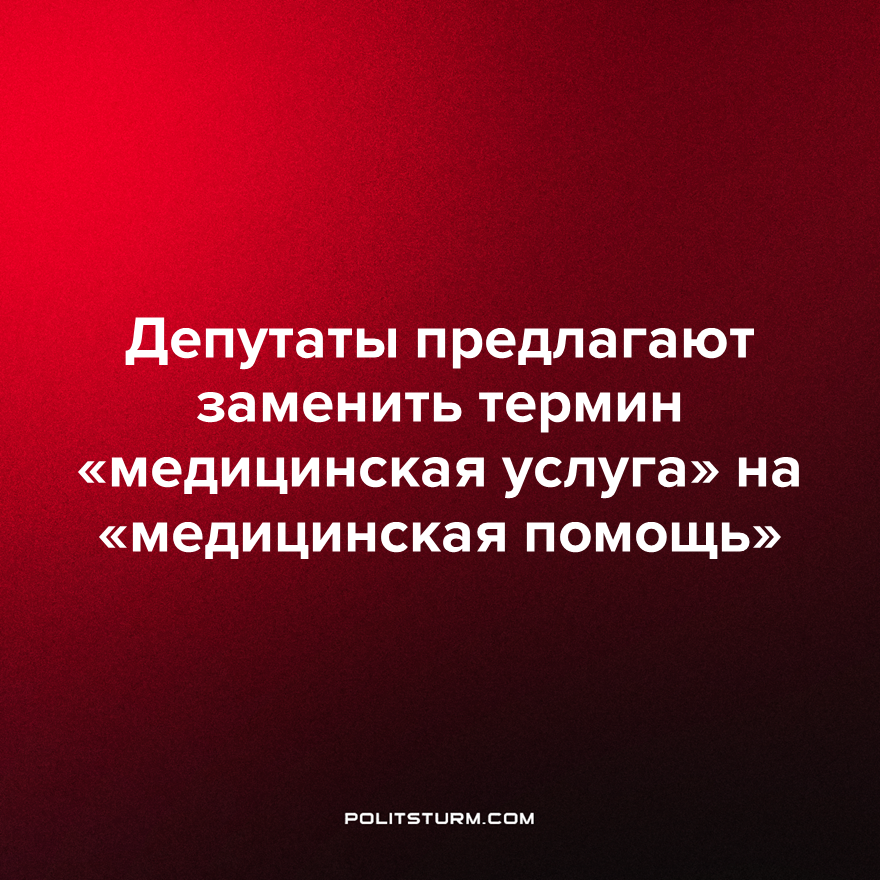 Депутаты предлагают
заменить термин
«медицинская услуга» на
«медицинская помощь»
POLITSTURM.COM